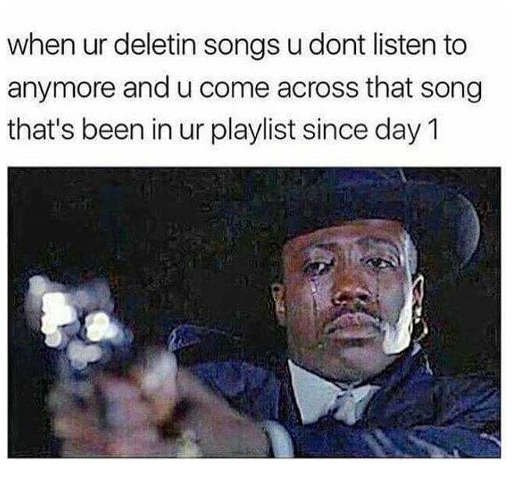 when ur deletin songs u dont listen to
anymore and u come across that song
that's been in ur playlist since day 1